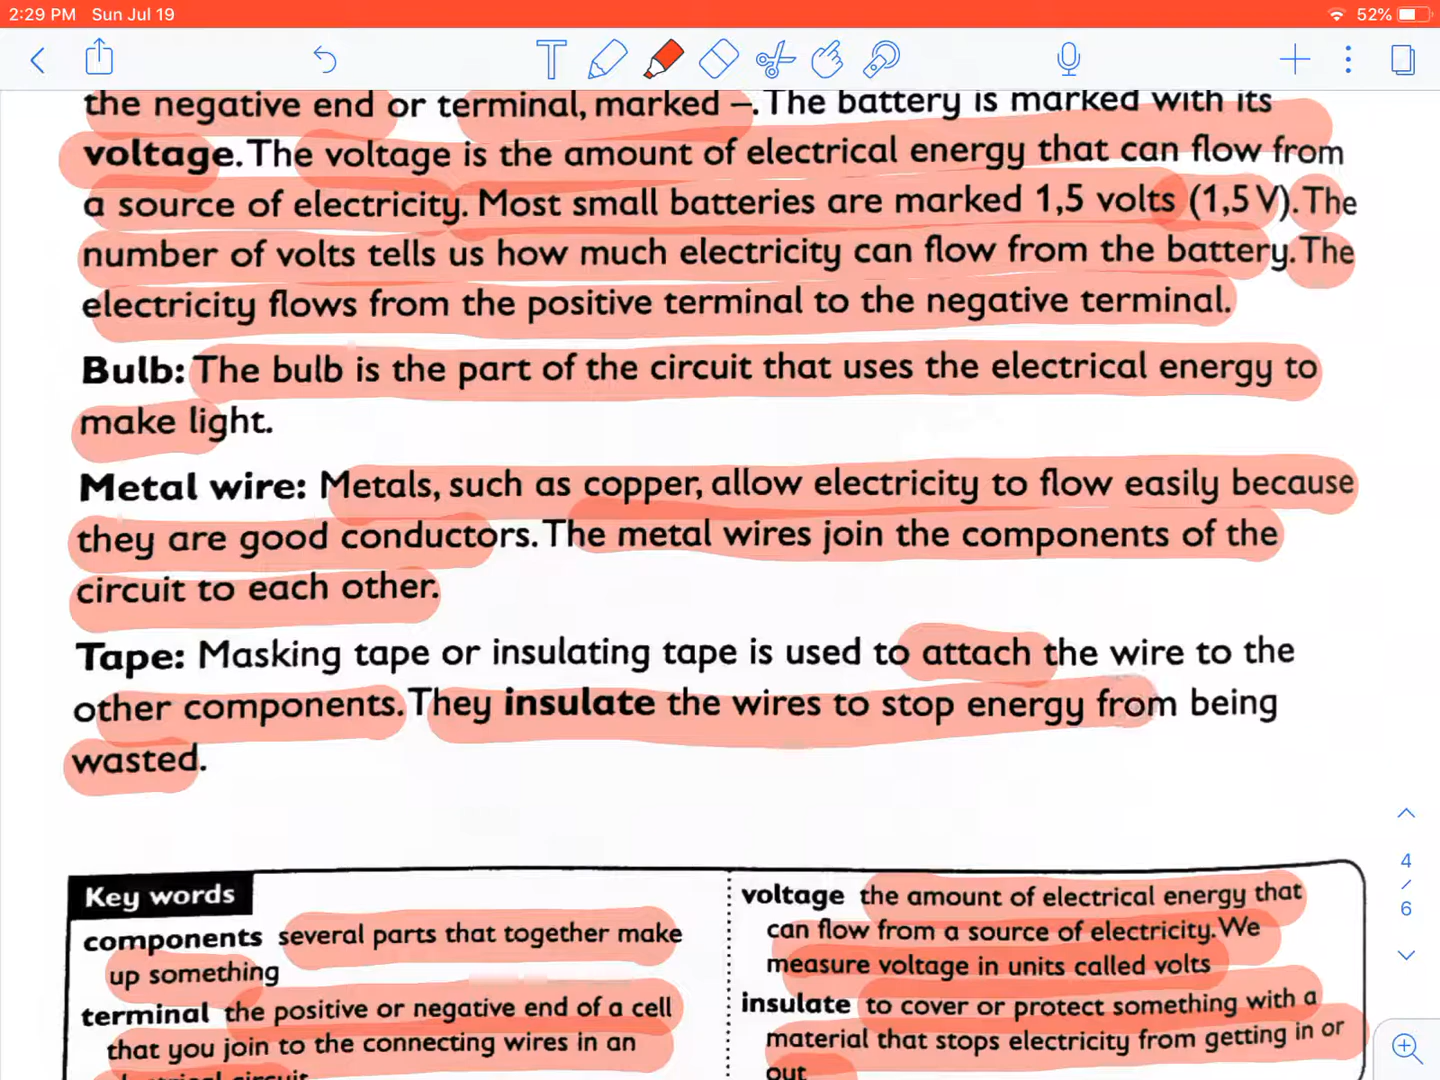 2:29 PM Sun Jul 19
52%
the negative end or terminal, marked –. The battery is marked with its
voltage. The voltage is the amount of electrical energy that can flow from
a source of electricity. Most small batteries are marked 1,5 volts (1,5 V). The
number of volts tells us how much electricity can flow from the battery. The
electricity flows from the positive terminal to the negative terminal.
Bulb: The bulb is the part of the circuit that uses the electrical energy to
make light.
Metal wire: Metals, such as copper, allow electricity to flow easily because
they are good conductors. The metal wires join the components of the
circuit to each other.
Tape: Masking tape or insulating tape is used to attach the wire to the
other components. They insulate the wires to stop energy from being
wasted.
Key words
components several parts that together make
up something
terminal the positive or negative end of a cell
that you join to the connecting wires in an
electrical circuit
voltage the amount of electrical energy that
can flow from a source of electricity. We
measure voltage in units called volts
insulate to cover or protect something with a
material that stops electricity from getting in or
out
4
/
6